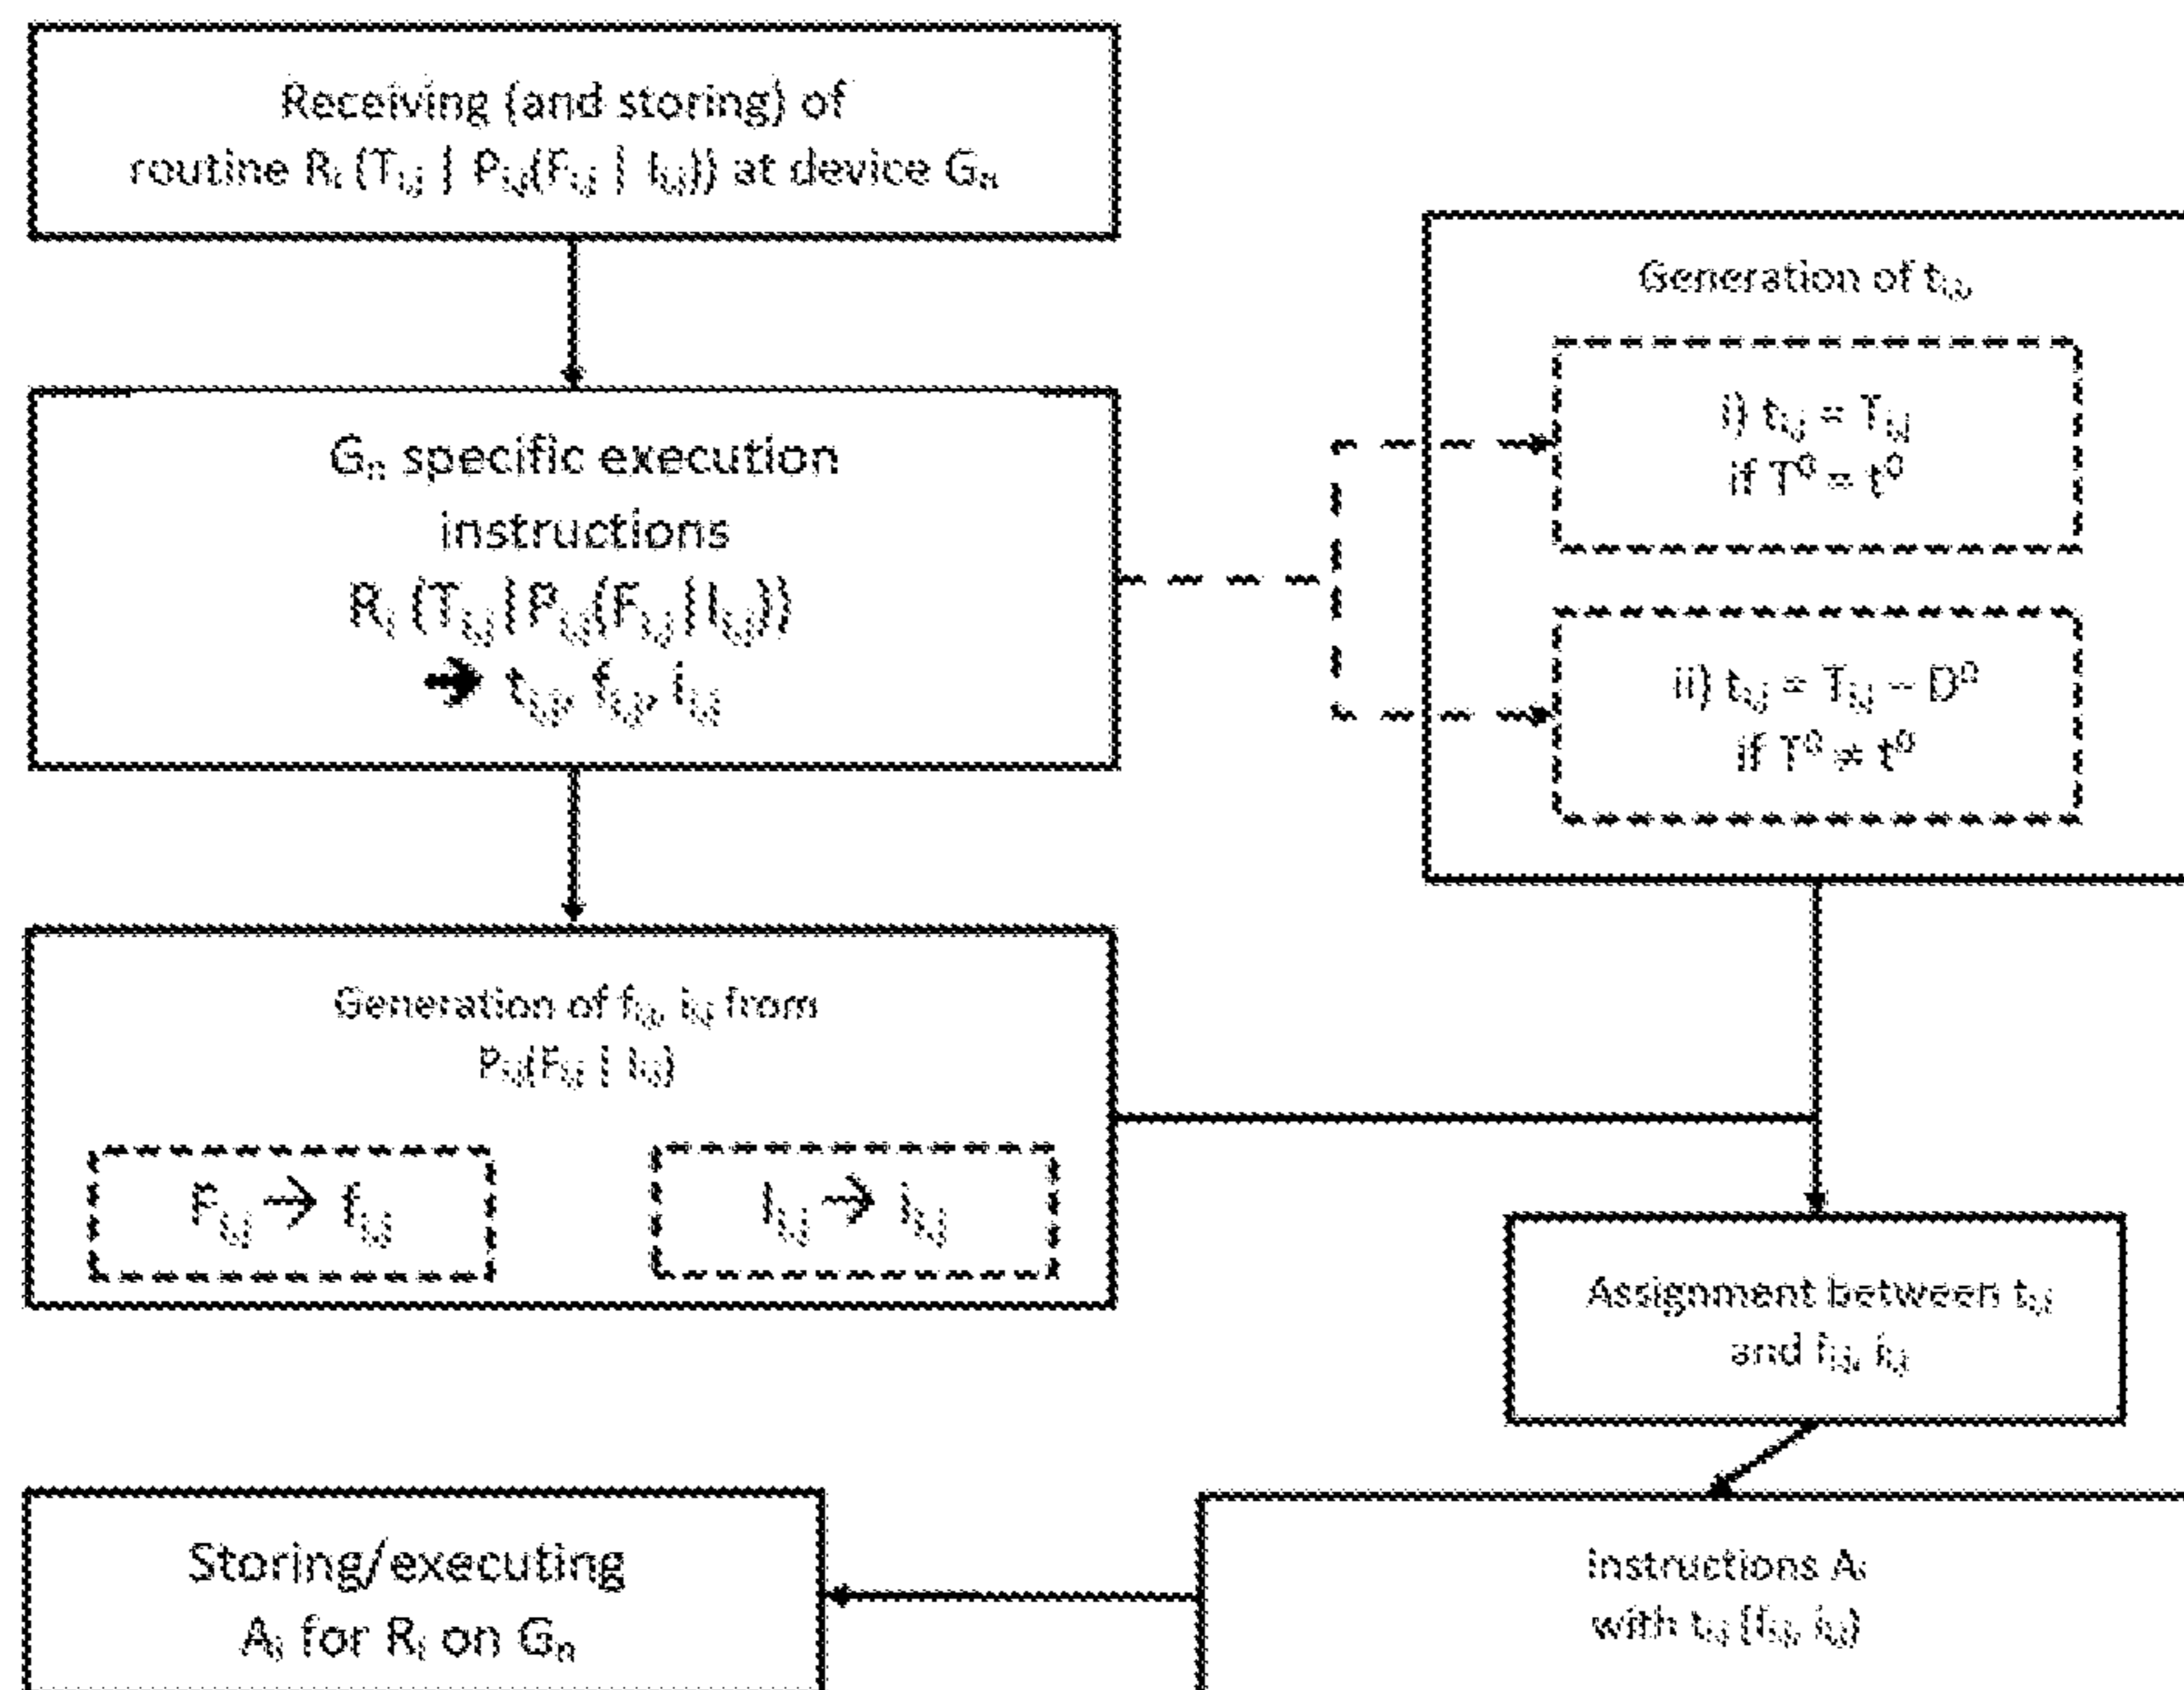 Receiving (and storing) of
routine Rᵢ (Tᵢ,ⱼ | Pᵢ,ⱼ(Fᵢ,ⱼ | Iᵢ,ⱼ)) at device Gₙ
Gₙ specific execution
instructions
Rᵢ (Tᵢ,ⱼ | Pᵢ,ⱼ(Fᵢ,ⱼ | Iᵢ,ⱼ))
➔ tᵢ,ⱼ, fᵢ,ⱼ, iᵢ,ⱼ
Generation of tᵢ,ⱼ,
i) tᵢ,ⱼ = Tᵢ,ⱼ
if T⁰ = t⁰
ii) tᵢ,ⱼ = Tᵢ,ⱼ – D⁰
if T⁰ ≠ t⁰
Generation of fᵢ,ⱼ, iᵢ,ⱼ from
Pᵢ,ⱼ(Fᵢ,ⱼ | Iᵢ,ⱼ)
Fᵢ,ⱼ → fᵢ,ⱼ
Iᵢ,ⱼ → iᵢ,ⱼ
Assignment between tᵢ,ⱼ
and fᵢ,ⱼ, iᵢ,ⱼ
Instructions Aᵢ
with tᵢ,ⱼ (fᵢ,ⱼ, iᵢ,ⱼ)
Storing/executing
Aᵢ for Rᵢ on Gₙ